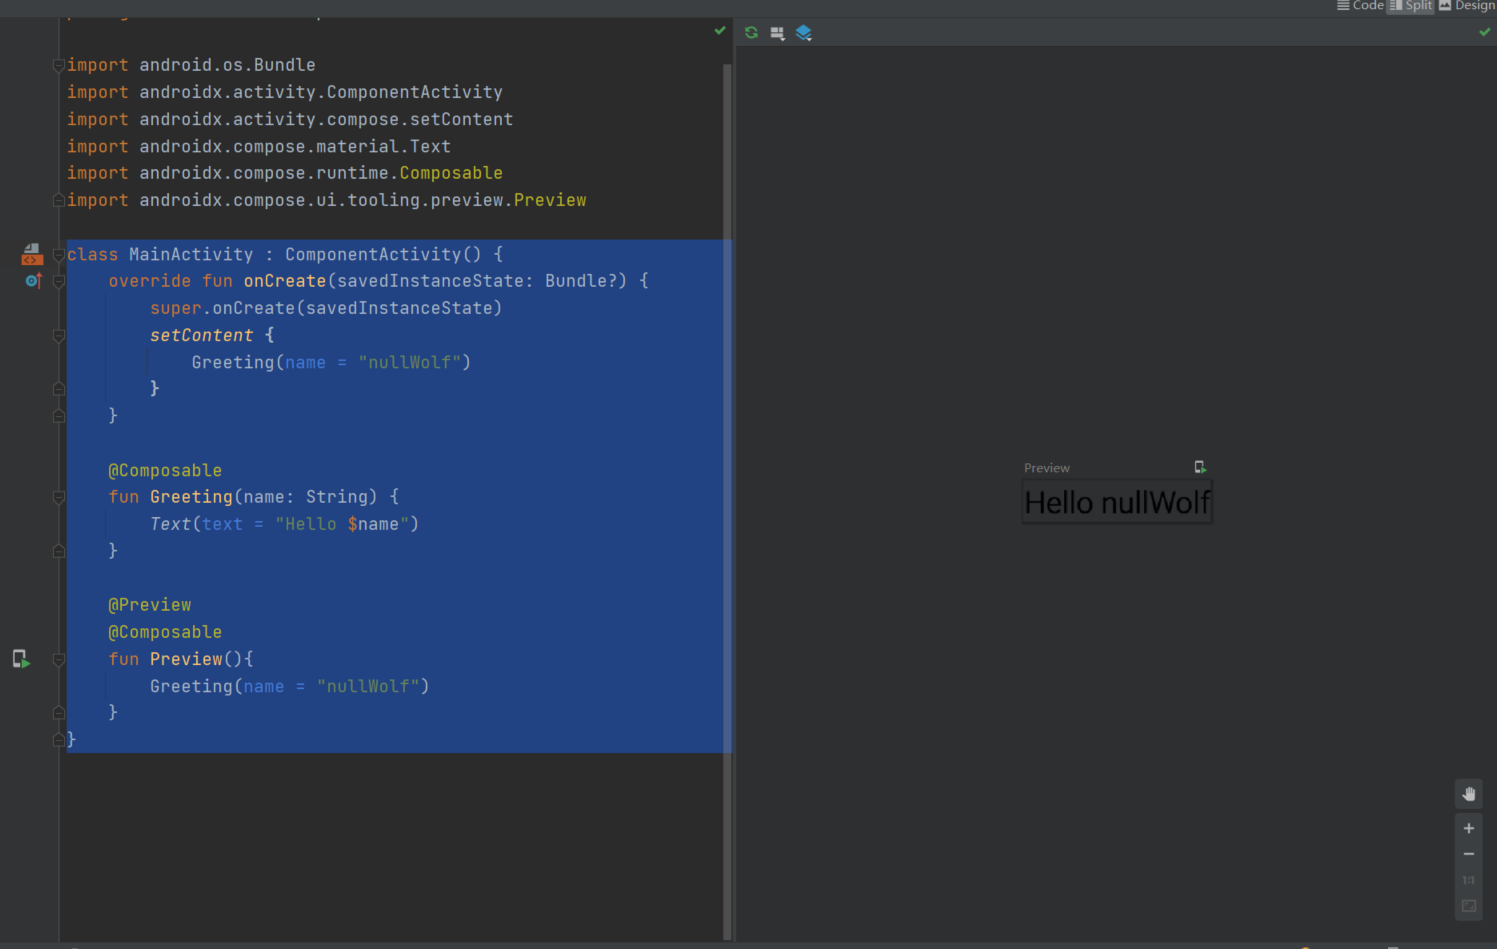 Code Split Design
import android.os.Bundle
import androidx.activity.ComponentActivity
import androidx.activity.compose.setContent
import androidx.compose.material.Text
import androidx.compose.runtime.Composable
import androidx.compose.ui.tooling.preview.Preview
class MainActivity : ComponentActivity() {
override fun onCreate(savedInstanceState: Bundle?) {
super.onCreate(savedInstanceState)
setContent {
Greeting(name = "nullWolf")
}
}
@Composable
fun Greeting(name: String) {
Text(text = "Hello $name")
}
@Preview
@Composable
fun Preview(){
Greeting(name = "nullWolf")
}
}
Preview
Hello nullWolf
1:1